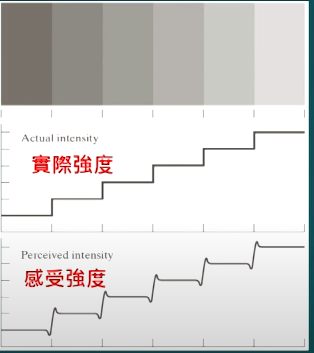 Actual intensity
實際強度
Perceived intensity
感受強度